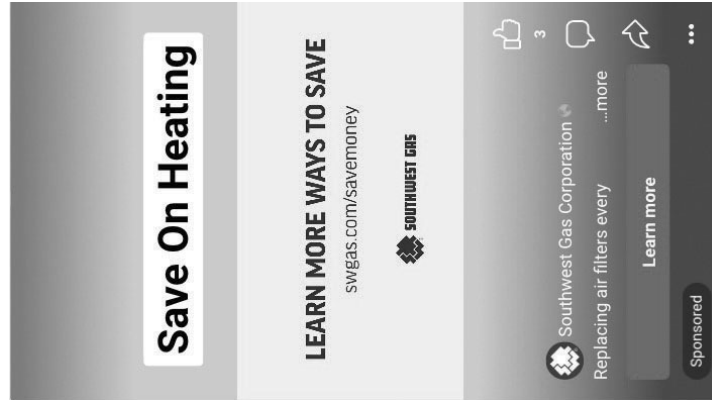 Save On Heating
LEARN MORE WAYS TO SAVE
swgas.com/savemoney
SOUTHWEST GAS
3
Southwest Gas Corporation
Replacing air filters every ...more
Learn more
Sponsored